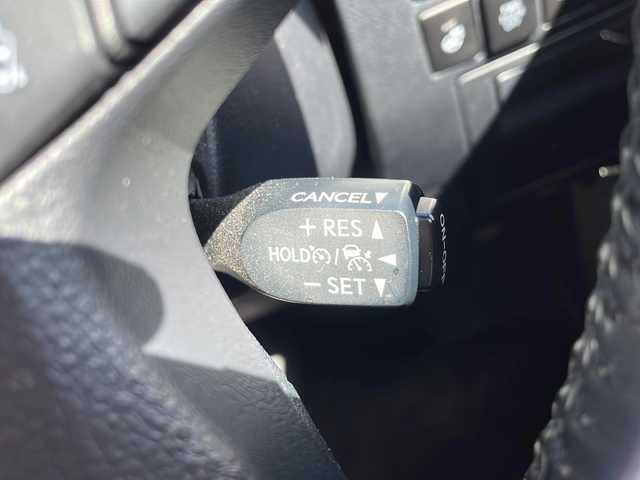 CANCEL▼
+ RES ▲
HOLD / ◀
− SET ▼
ON-OFF